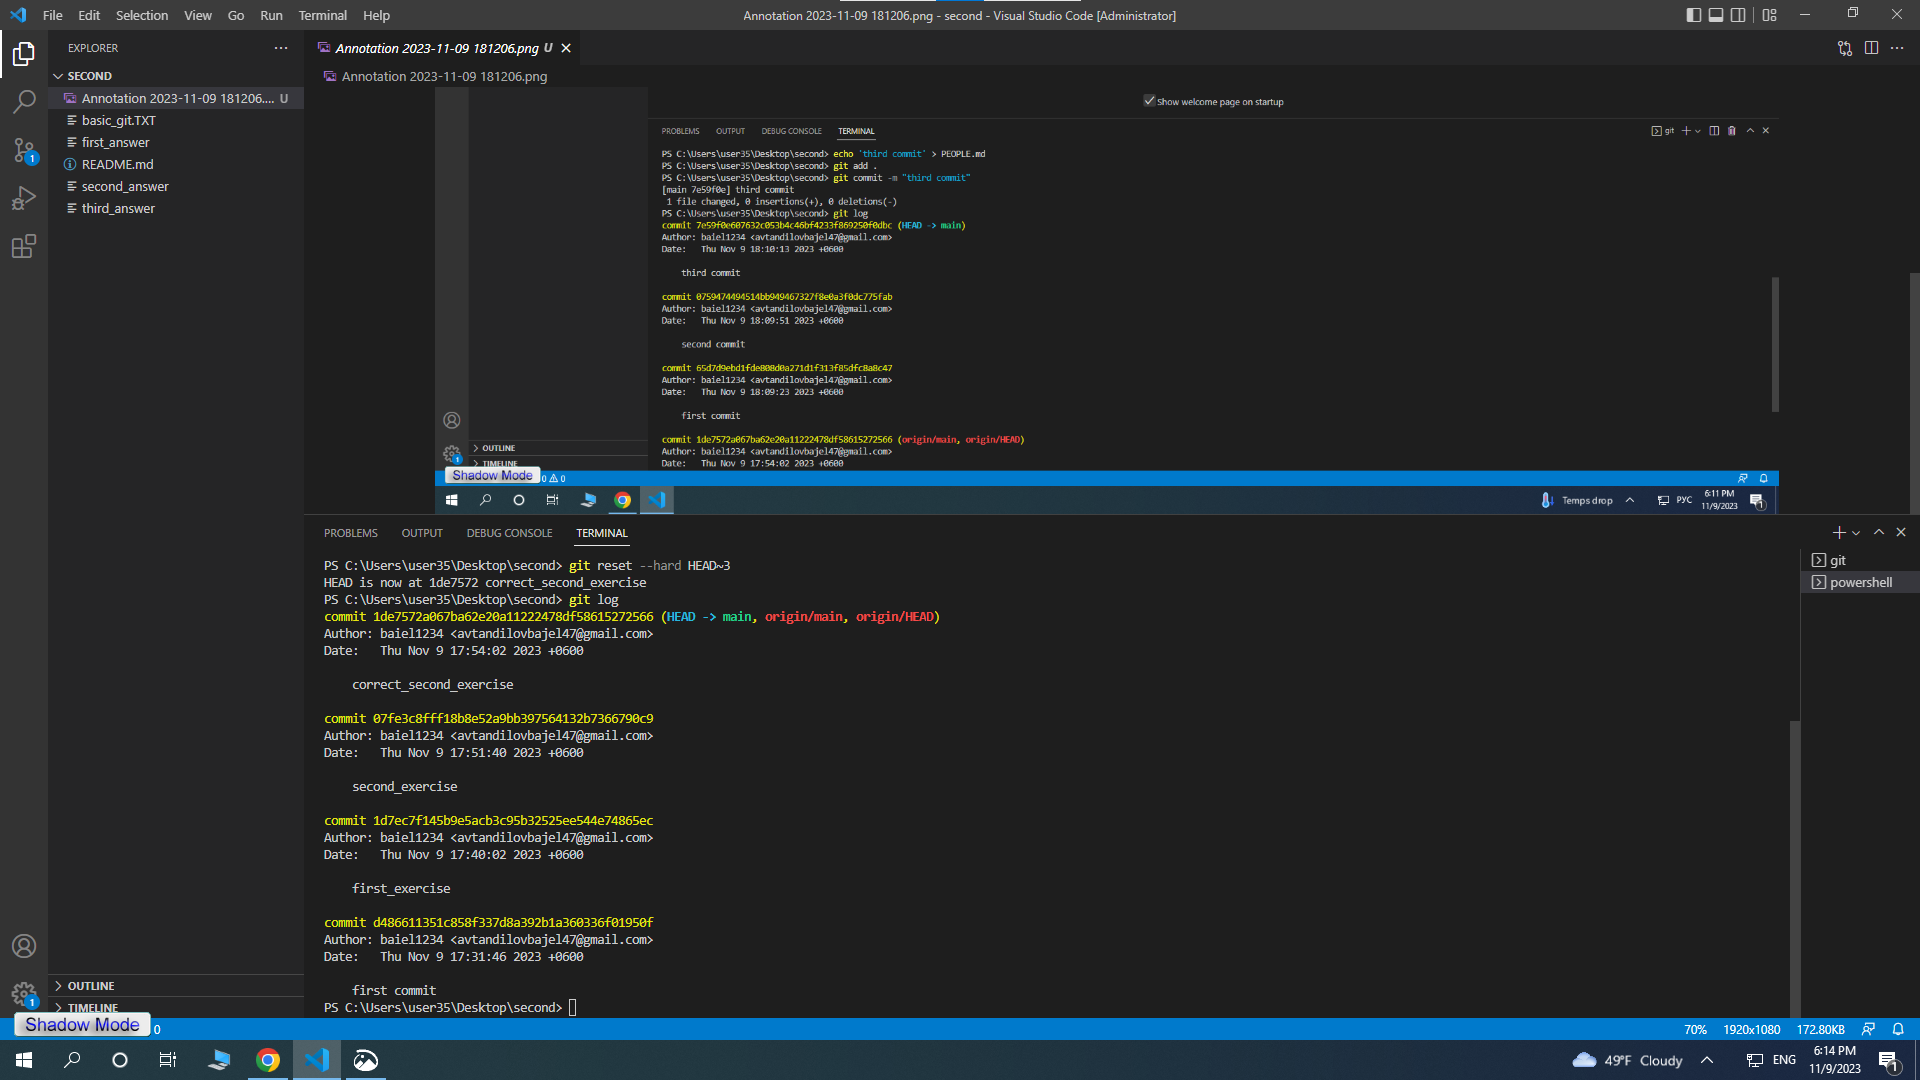 File Edit Selection View Go Run Terminal Help
Annotation 2023-11-09 181206.png - second - Visual Studio Code [Administrator]
EXPLORER
SECOND
Annotation 2023-11-09 181206.... U
basic_git.TXT
first_answer
README.md
second_answer
third_answer
OUTLINE
TIMELINE
Annotation 2023-11-09 181206.png U
Annotation 2023-11-09 181206.png
Show welcome page on startup
PROBLEMS OUTPUT DEBUG CONSOLE TERMINAL
git
PS C:\Users\user35\Desktop\second> echo 'third commit' > PEOPLE.md
PS C:\Users\user35\Desktop\second> git add .
PS C:\Users\user35\Desktop\second> git commit -m "third commit"
[main 7e59f0e] third commit
1 file changed, 0 insertions(+), 0 deletions(-)
PS C:\Users\user35\Desktop\second> git log
commit 7e59f0e607632c053b4c46bf4233f869250f0dbc (HEAD -> main)
Author: baiel1234 <avtandilovbajel47@gmail.com>
Date: Thu Nov 9 18:10:13 2023 +0600
third commit
commit 0759474494514bb949467327f8e0a3f0dc775fab
Author: baiel1234 <avtandilovbajel47@gmail.com>
Date: Thu Nov 9 18:09:51 2023 +0600
second commit
commit 65d7d9ebd1fde808d0a271d1f313f85dfc8a8c47
Author: baiel1234 <avtandilovbajel47@gmail.com>
Date: Thu Nov 9 18:09:23 2023 +0600
first commit
commit 1de7572a067ba62e20a11222478df58615272566 (origin/main, origin/HEAD)
Author: baiel1234 <avtandilovbajel47@gmail.com>
Date: Thu Nov 9 17:54:02 2023 +0600
OUTLINE
TIMELINE
1
Shadow Mode 0 0
Temps drop РУС 6:11 PM
11/9/2023 1
PROBLEMS OUTPUT DEBUG CONSOLE TERMINAL
git
powershell
PS C:\Users\user35\Desktop\second> git reset --hard HEAD~3
HEAD is now at 1de7572 correct_second_exercise
PS C:\Users\user35\Desktop\second> git log
commit 1de7572a067ba62e20a11222478df58615272566 (HEAD -> main, origin/main, origin/HEAD)
Author: baiel1234 <avtandilovbajel47@gmail.com>
Date: Thu Nov 9 17:54:02 2023 +0600
correct_second_exercise
commit 07fe3c8fff18b8e52a9bb397564132b7366790c9
Author: baiel1234 <avtandilovbajel47@gmail.com>
Date: Thu Nov 9 17:51:40 2023 +0600
second_exercise
commit 1d7ec7f145b9e5acb3c95b32525ee544e74865ec
Author: baiel1234 <avtandilovbajel47@gmail.com>
Date: Thu Nov 9 17:40:02 2023 +0600
first_exercise
commit d486611351c858f337d8a392b1a360336f01950f
Author: baiel1234 <avtandilovbajel47@gmail.com>
Date: Thu Nov 9 17:31:46 2023 +0600
first commit
PS C:\Users\user35\Desktop\second>
1
1
Shadow Mode 0
70% 1920x1080 172.80KB
49°F Cloudy ENG 6:14 PM
11/9/2023 1